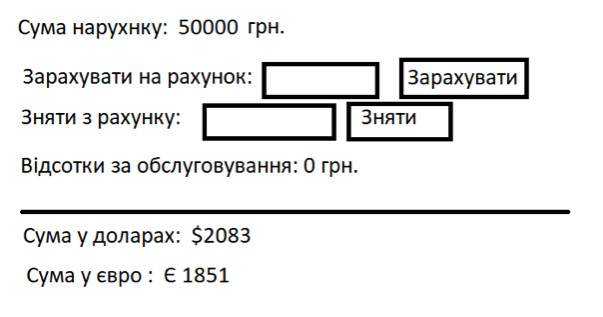 Сума нарухнку: 50000 грн.
Зарахувати на рахунок: Зарахувати
Зняти з рахунку: Зняти
Відсотки за обслуговування: 0 грн.
Сума у доларах: $2083
Сума у євро : Є 1851